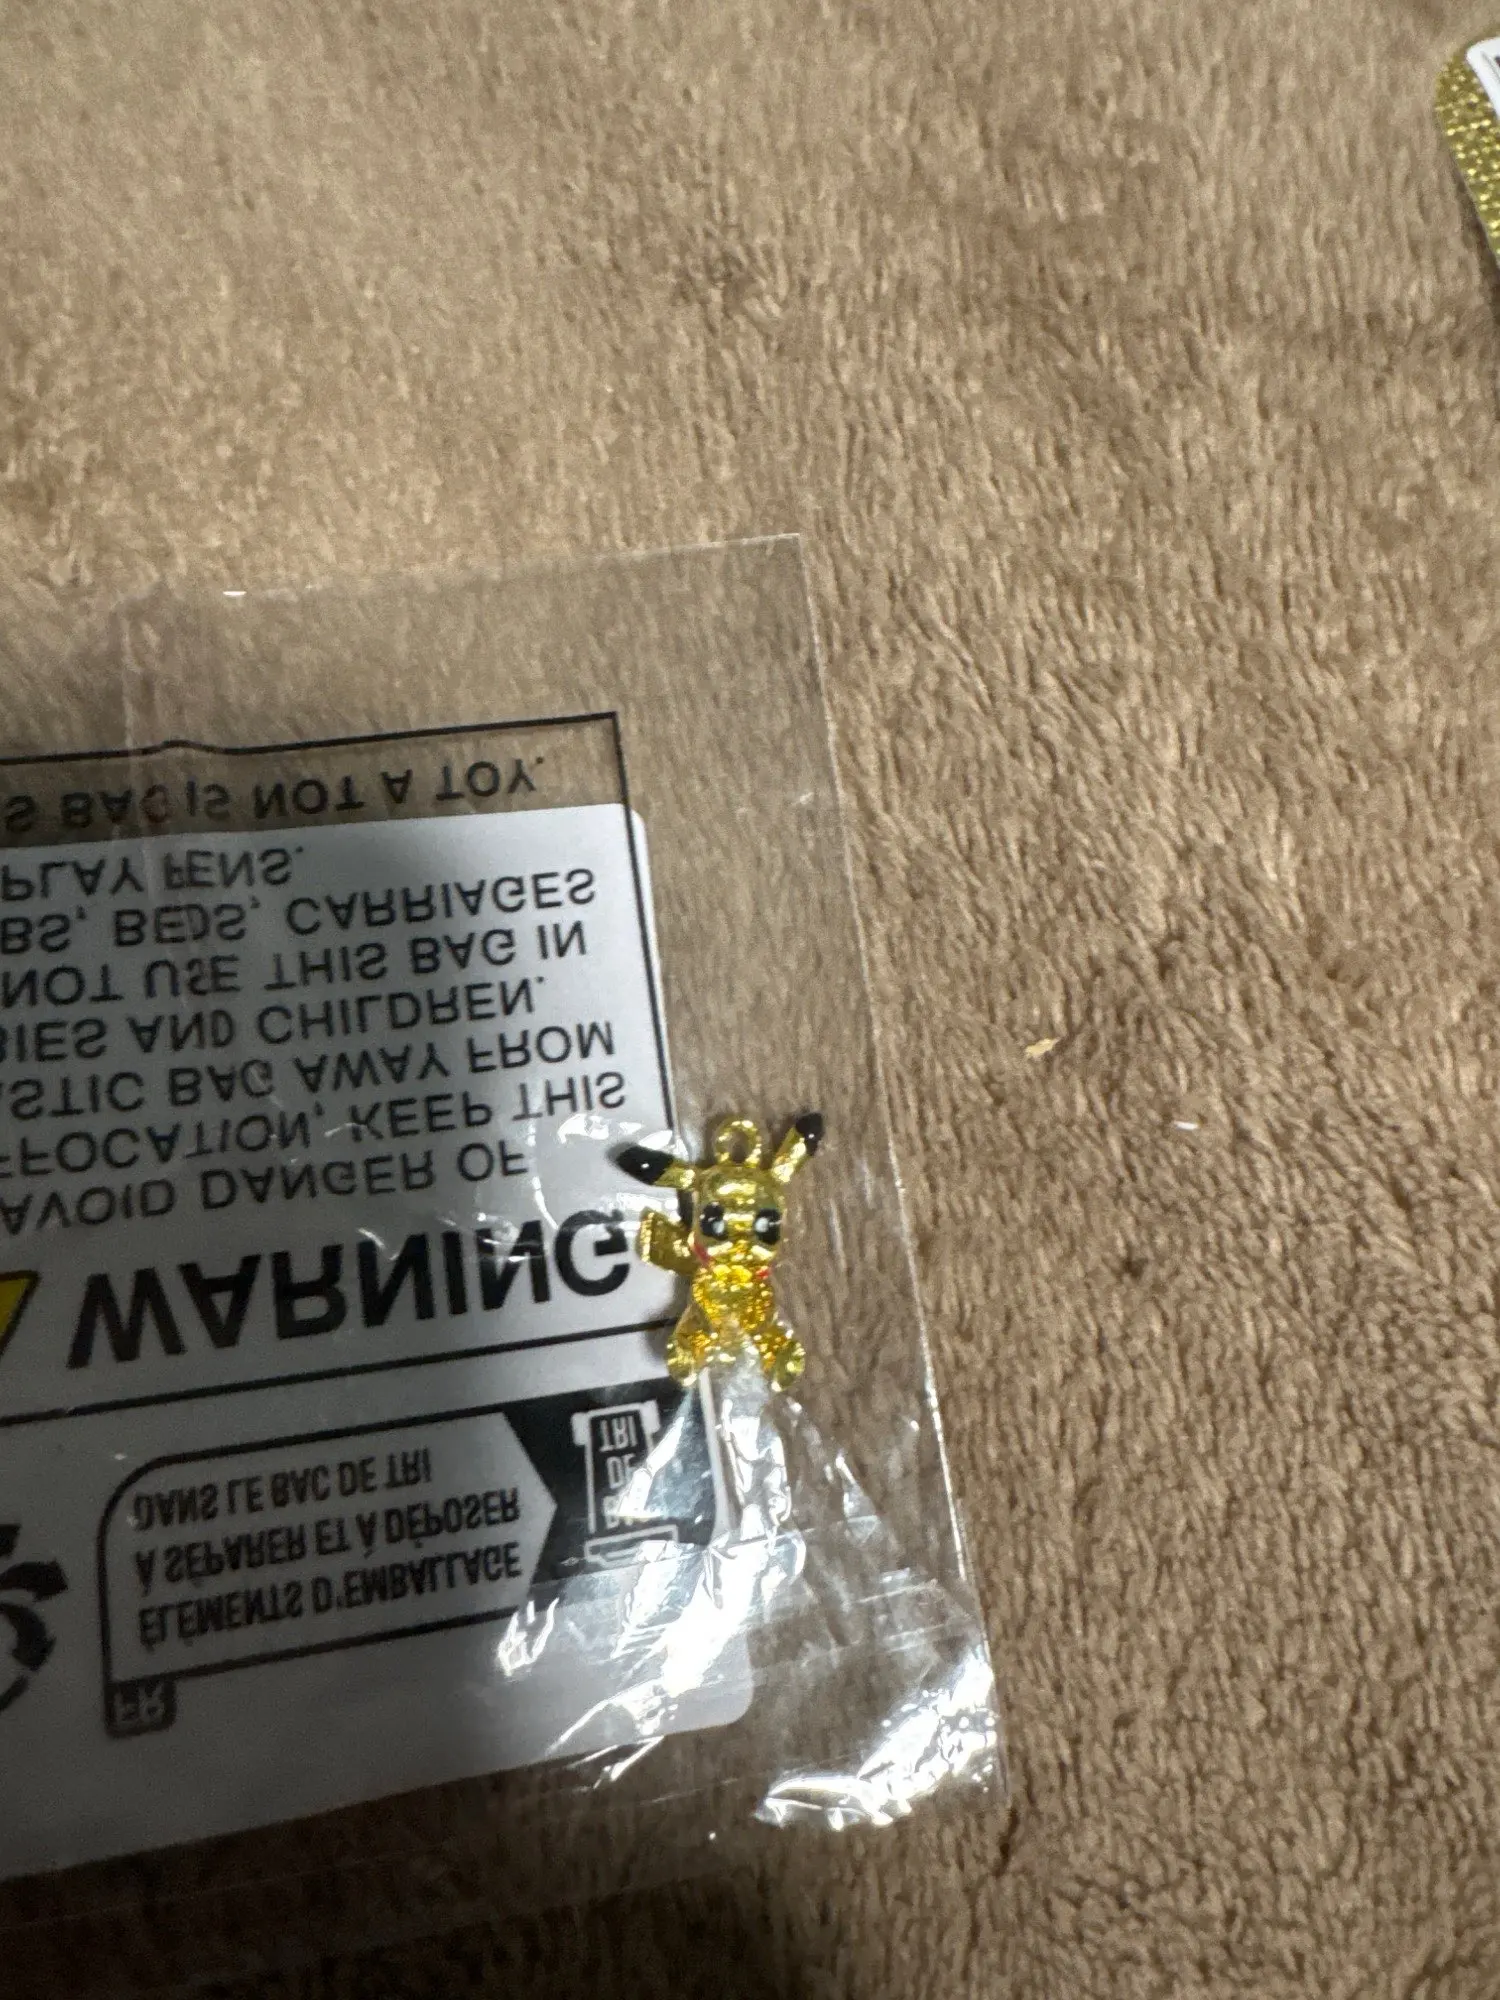 FR
ÉLÉMENTS D'EMBALLAGE
À SÉPARER ET À DÉPOSER
DANS LE BAC DE TRI
DE
TRI
WARNING
AVOID DANGER OF
FFOCATION, KEEP THIS
STIC BAG AWAY FROM
BIES AND CHILDREN.
NOT USE THIS BAG IN
BS, BEDS, CARRIAGES
PLAY PENS.
S BAG IS NOT A TOY.